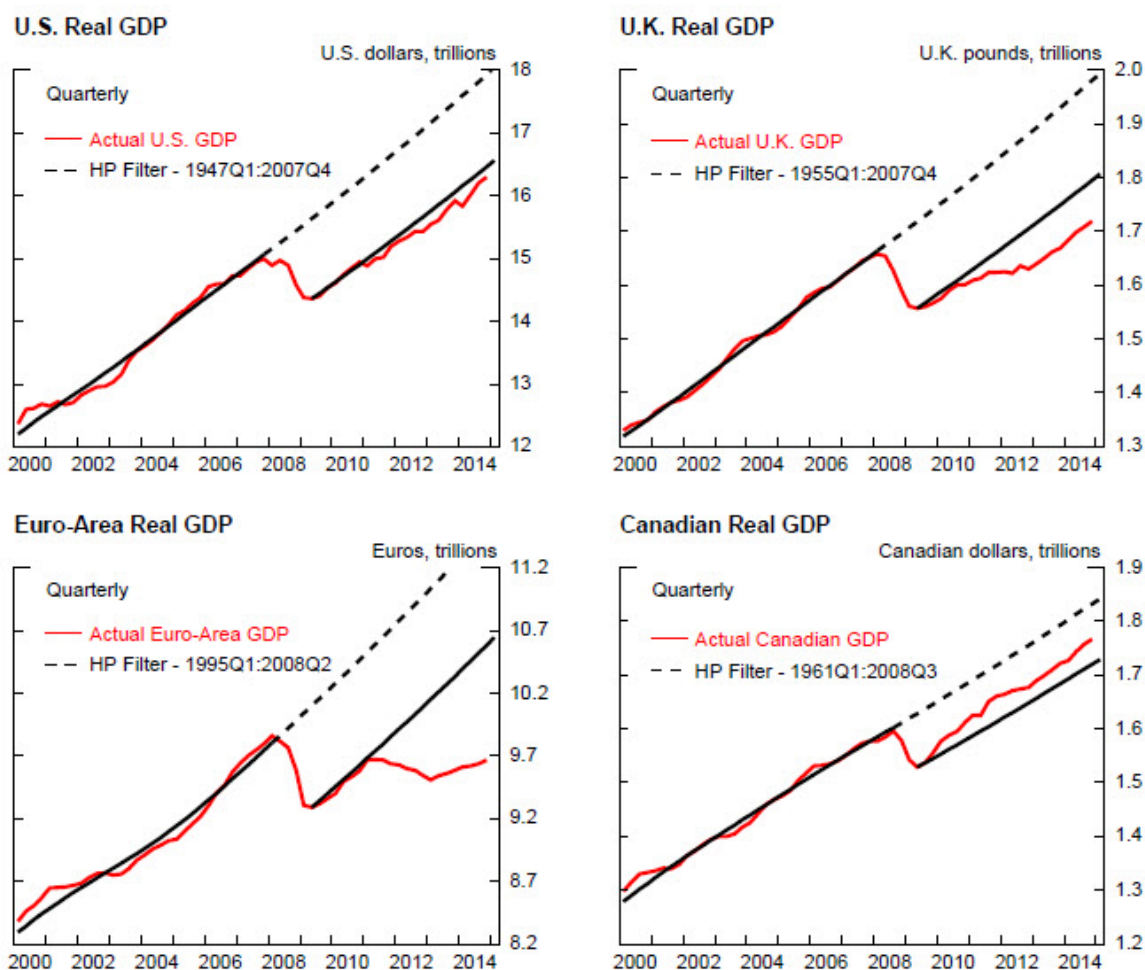 U.S. Real GDP
U.S. dollars, trillions
Quarterly
Actual U.S. GDP
HP Filter - 1947Q1:2007Q4
18
17
16
15
14
13
12
2000 2002 2004 2006 2008 2010 2012 2014
U.K. Real GDP
U.K. pounds, trillions
Quarterly
Actual U.K. GDP
HP Filter - 1955Q1:2007Q4
2.0
1.9
1.8
1.7
1.6
1.5
1.4
1.3
2000 2002 2004 2006 2008 2010 2012 2014
Euro-Area Real GDP
Euros, trillions
Quarterly
Actual Euro-Area GDP
HP Filter - 1995Q1:2008Q2
11.2
10.7
10.2
9.7
9.2
8.7
8.2
2000 2002 2004 2006 2008 2010 2012 2014
Canadian Real GDP
Canadian dollars, trillions
Quarterly
Actual Canadian GDP
HP Filter - 1961Q1:2008Q3
1.9
1.8
1.7
1.6
1.5
1.4
1.3
1.2
2000 2002 2004 2006 2008 2010 2012 2014